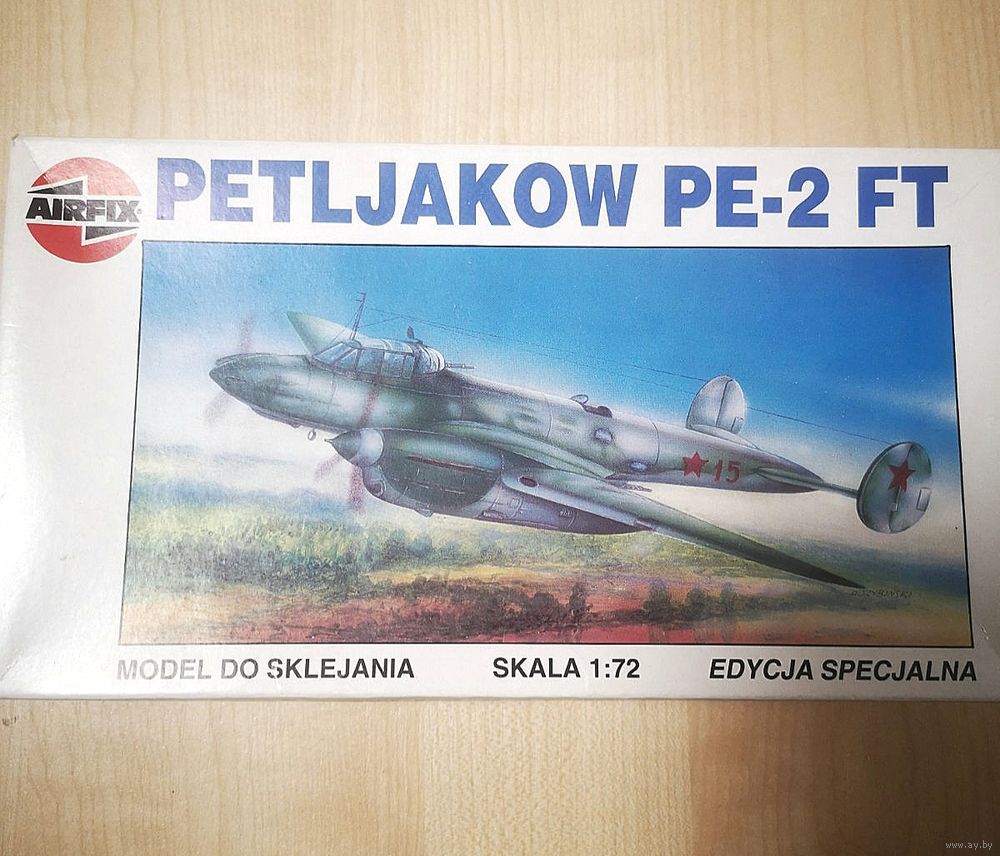 AIRFIX
PETLJAKOW PE-2 FT
15
MODEL DO SKLEJANIA
SKALA 1:72
EDYCJA SPECJALNA
www.ay.by